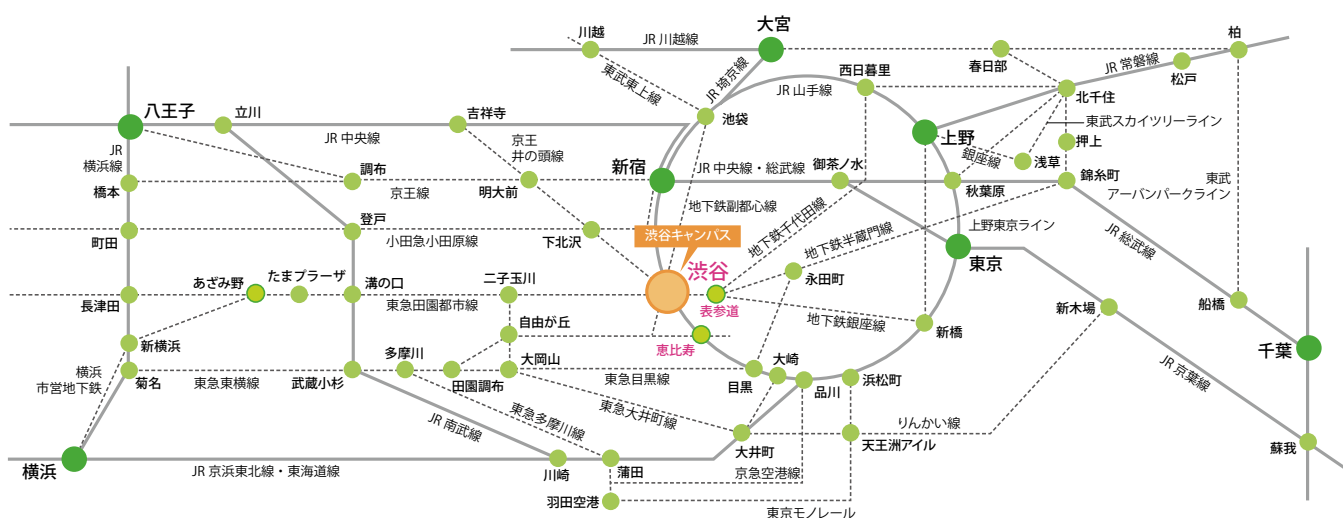 大宮
川越
JR 川越線
柏
東武東上線
JR 埼京線
西日暮里
春日部
JR 常磐線
松戸
JR 山手線
北千住
八王子
立川
吉祥寺
池袋
東武スカイツリーライン
JR 中央線
京王
井の頭線
上野
押上
銀座線
浅草
JR
横浜線
調布
新宿
JR 中央線・総武線
御茶ノ水
橋本
京王線
明大前
秋葉原
錦糸町
東武
アーバンパークライン
地下鉄副都心線
登戸
地下鉄千代田線
上野東京ライン
町田
小田急小田原線
下北沢
渋谷キャンパス
地下鉄半蔵門線
JR 総武線
東京
渋谷
あざみ野
たまプラーザ
溝の口
二子玉川
永田町
長津田
東急田園都市線
表参道
新木場
船橋
地下鉄銀座線
新橋
自由が丘
新横浜
恵比寿
千葉
多摩川
大岡山
大崎
横浜
市営地下鉄
菊名
東急東横線
武蔵小杉
田園調布
東急目黒線
目黒
品川
浜松町
JR 京葉線
JR 南武線
東急多摩川線
東急大井町線
りんかい線
大井町
天王洲アイル
蘇我
横浜
JR 京浜東北線・東海道線
川崎
蒲田
京急空港線
羽田空港
東京モノレール